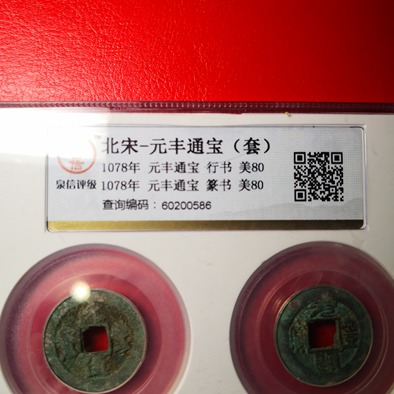 北宋-元丰通宝（套）
1078年 元丰通宝 行书 美80
1078年 元丰通宝 篆书 美80
泉信评级
查询编码：60200586